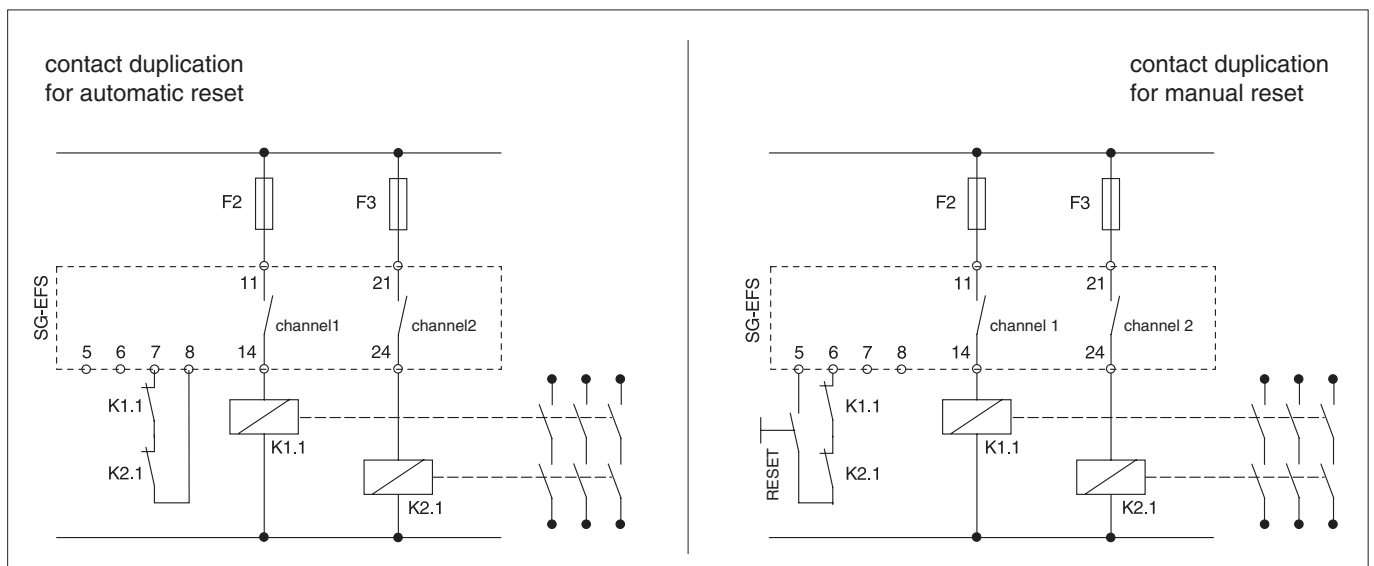 contact duplication
for automatic reset
F2
F3
SG-EFS
11
21
channel1
channel2
5 6 7 8 14 24
K1.1
K2.1
K1.1
K2.1
contact duplication
for manual reset
F2
F3
SG-EFS
11
21
channel 1
channel 2
5 6 7 8 14 24
K1.1
K2.1
RESET
K1.1
K2.1